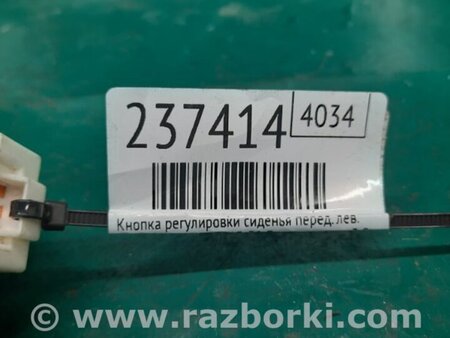 237414 4034
Кнопка регулировки сиденья перед. лев.
© www.razborki.com/